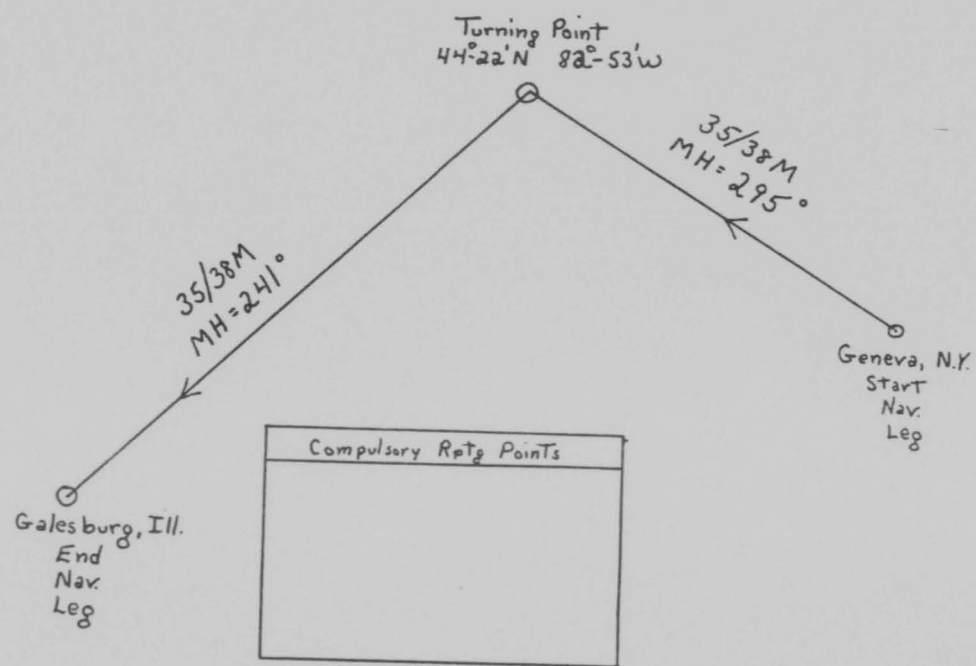 Turning Point
44°-22'N 82°-53'W
35/38M
MH=295°
35/38M
MH=241°
Geneva, N.Y.
Start
Nav.
Leg
Compulsory Rptg Points
Galesburg, Ill.
End
Nav.
Leg